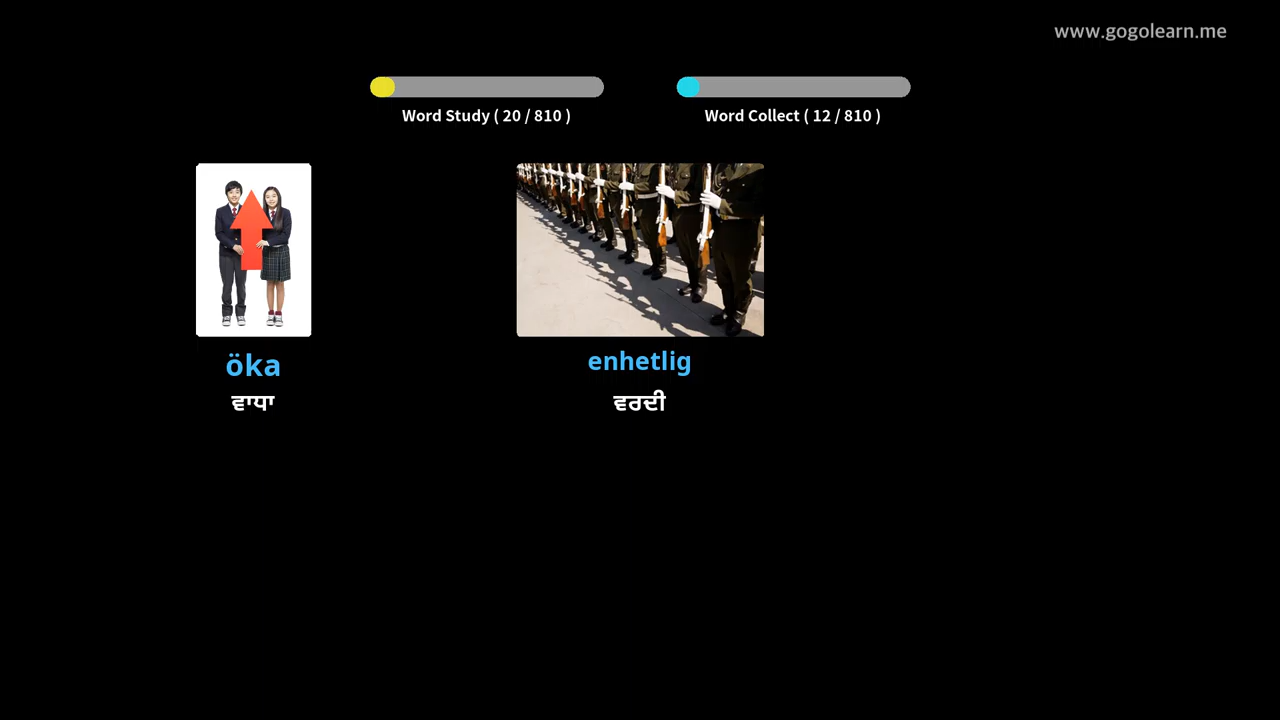 www.gogolearn.me
Word Study ( 20 / 810 )
Word Collect ( 12 / 810 )
öka
enhetlig
ਵਾਧਾ
ਵਰਦੀ